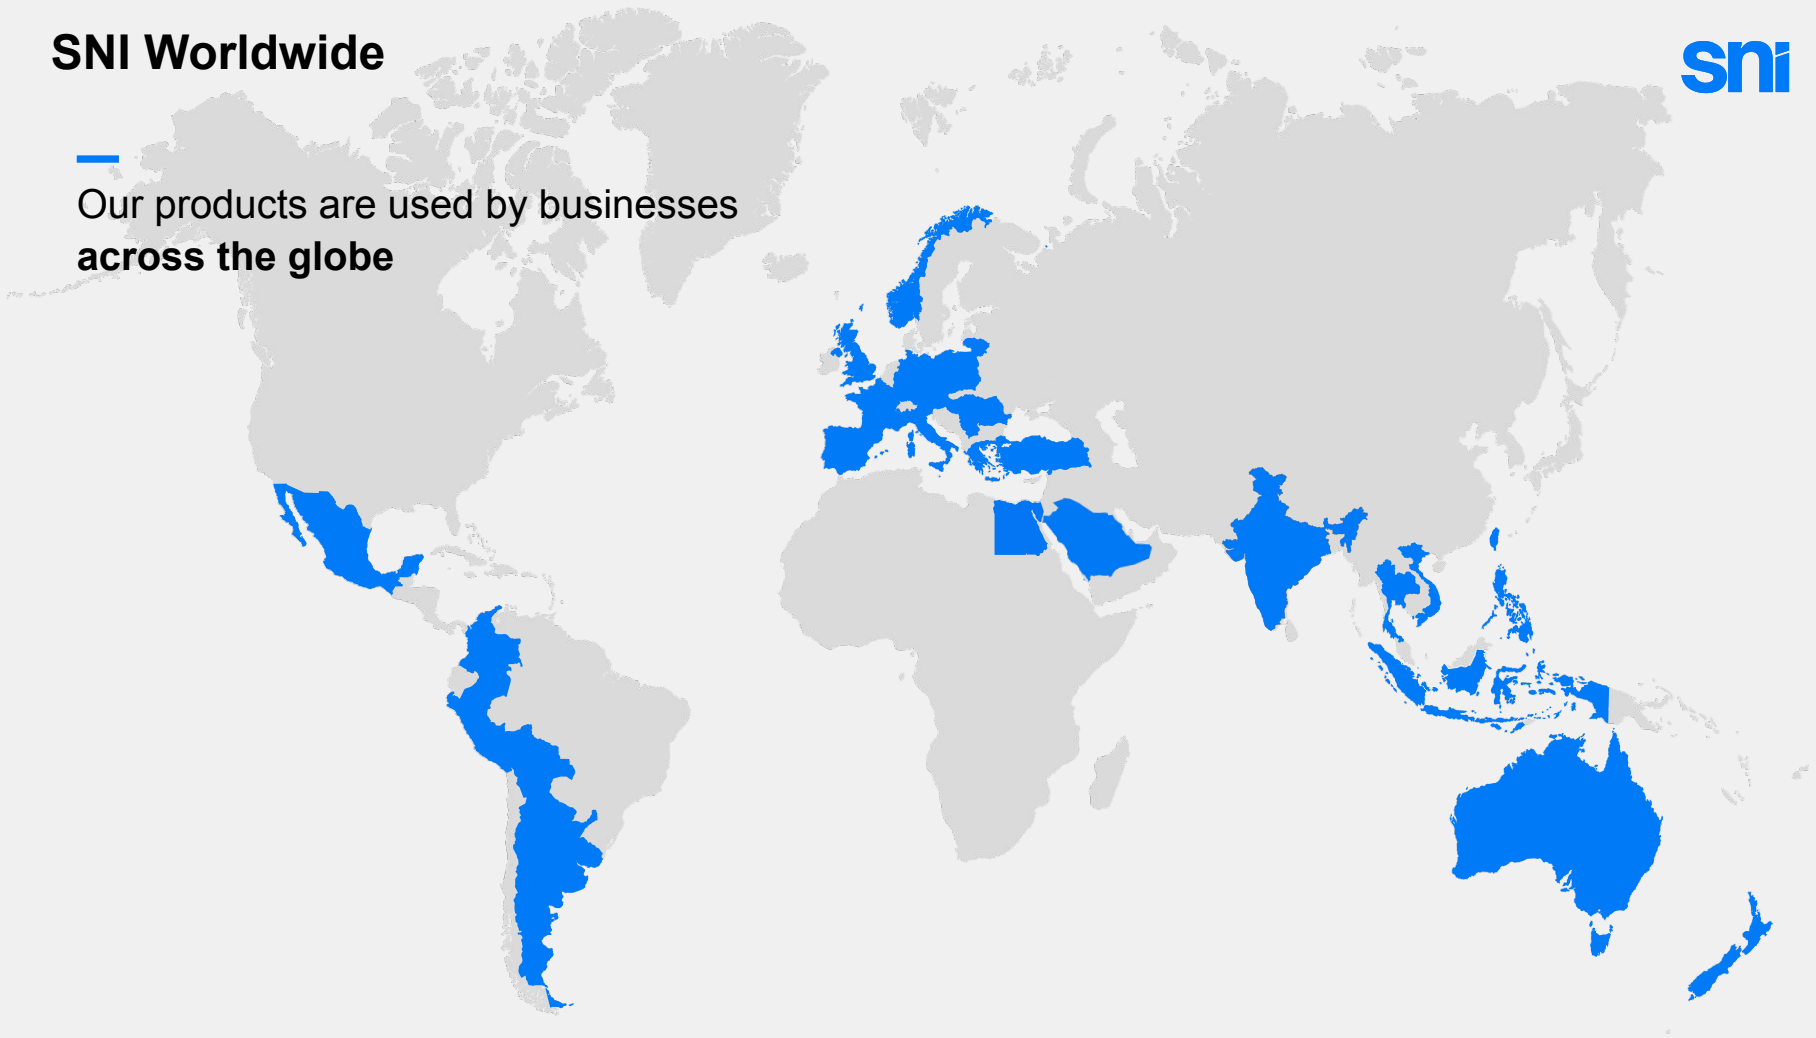 SNI Worldwide
sni
Our products are used by businesses
across the globe